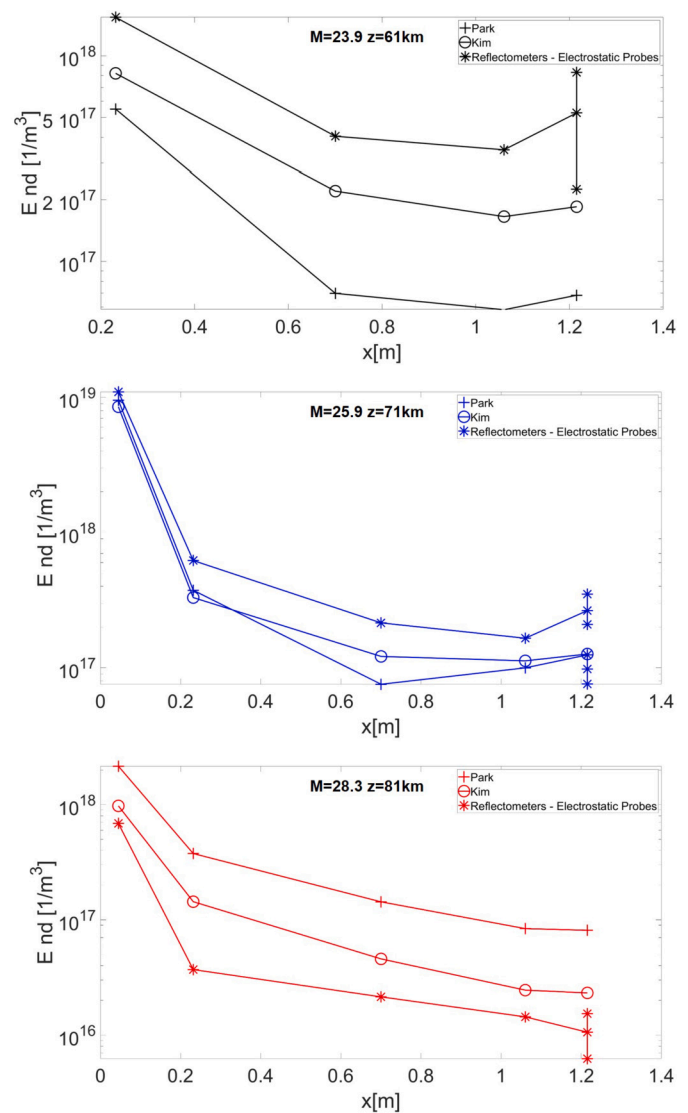 M=23.9 z=61km
Park
Kim
Reflectometers - Electrostatic Probes
10^18
5 10^17
2 10^17
10^17
E nd [1/m^3]
0.2 0.4 0.6 0.8 1 1.2 1.4
x[m]
M=25.9 z=71km
Park
Kim
Reflectometers - Electrostatic Probes
10^19
10^18
10^17
E nd [1/m^3]
0 0.2 0.4 0.6 0.8 1 1.2 1.4
x[m]
M=28.3 z=81km
Park
Kim
Reflectometers - Electrostatic Probes
10^18
10^17
10^16
E nd [1/m^3]
0 0.2 0.4 0.6 0.8 1 1.2 1.4
x[m]